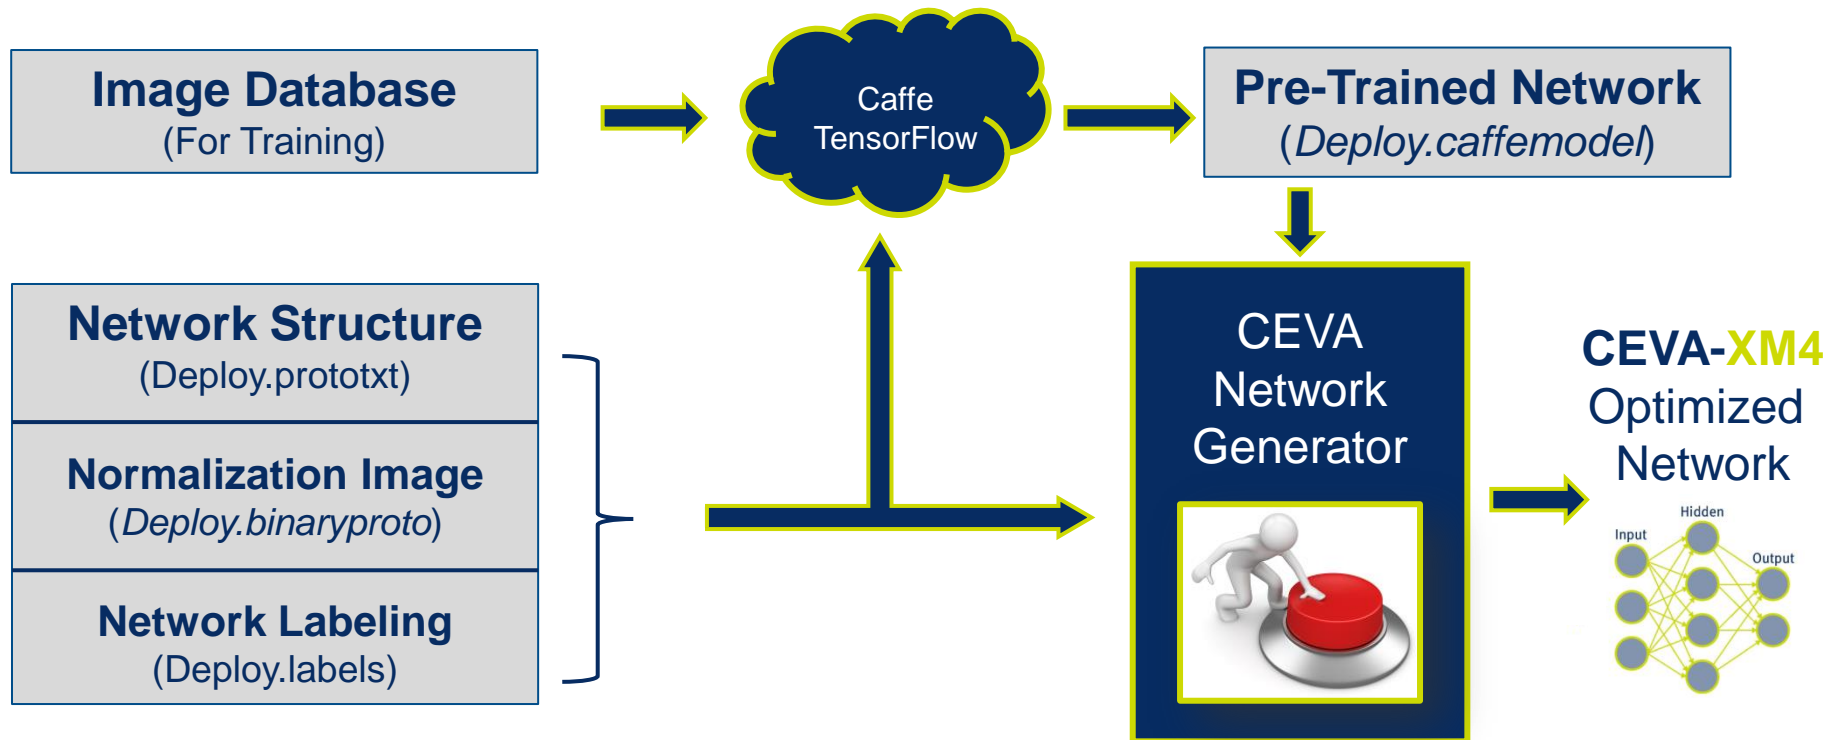 Image Database
(For Training)
Caffe
TensorFlow
Pre-Trained Network
(Deploy.caffemodel)
Network Structure
(Deploy.prototxt)
Normalization Image
(Deploy.binaryproto)
Network Labeling
(Deploy.labels)
CEVA
Network
Generator
CEVA-XM4
Optimized
Network
Hidden
Input
Output